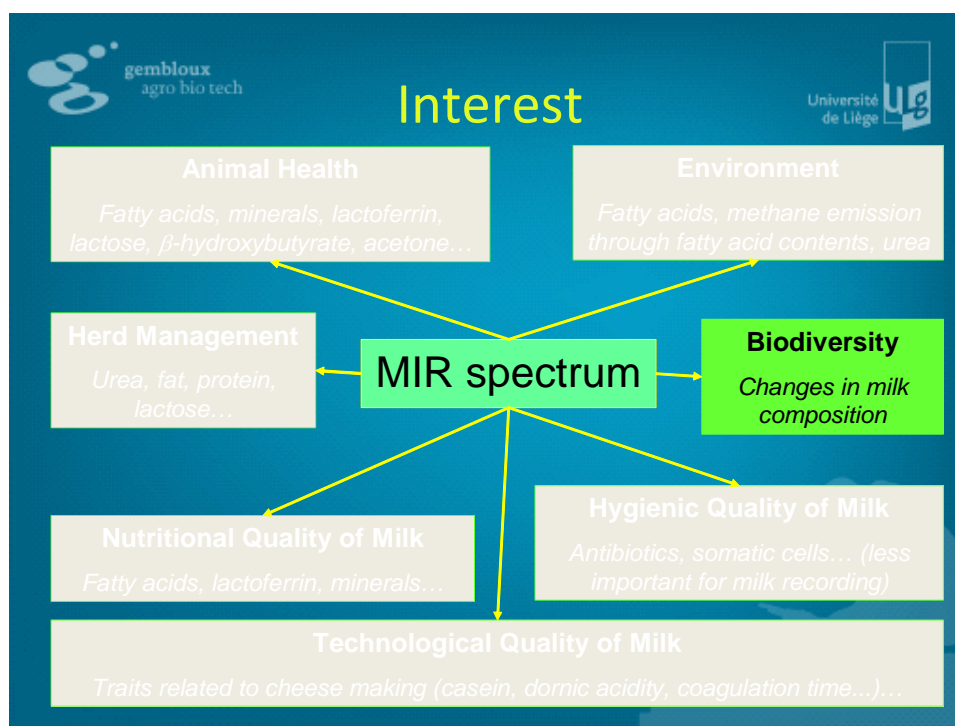 gembloux
agro bio tech
Interest
Université
de Liège
Animal Health
Fatty acids, minerals, lactoferrin,
lactose, β-hydroxybutyrate, acetone…
Environment
Fatty acids, methane emission
through fatty acid contents, urea
Herd Management
Urea, fat, protein,
lactose…
MIR spectrum
Biodiversity
Changes in milk
composition
Nutritional Quality of Milk
Fatty acids, lactoferrin, minerals…
Hygienic Quality of Milk
Antibiotics, somatic cells… (less
important for milk recording)
Technological Quality of Milk
Traits related to cheese making (casein, dornic acidity, coagulation time...)…